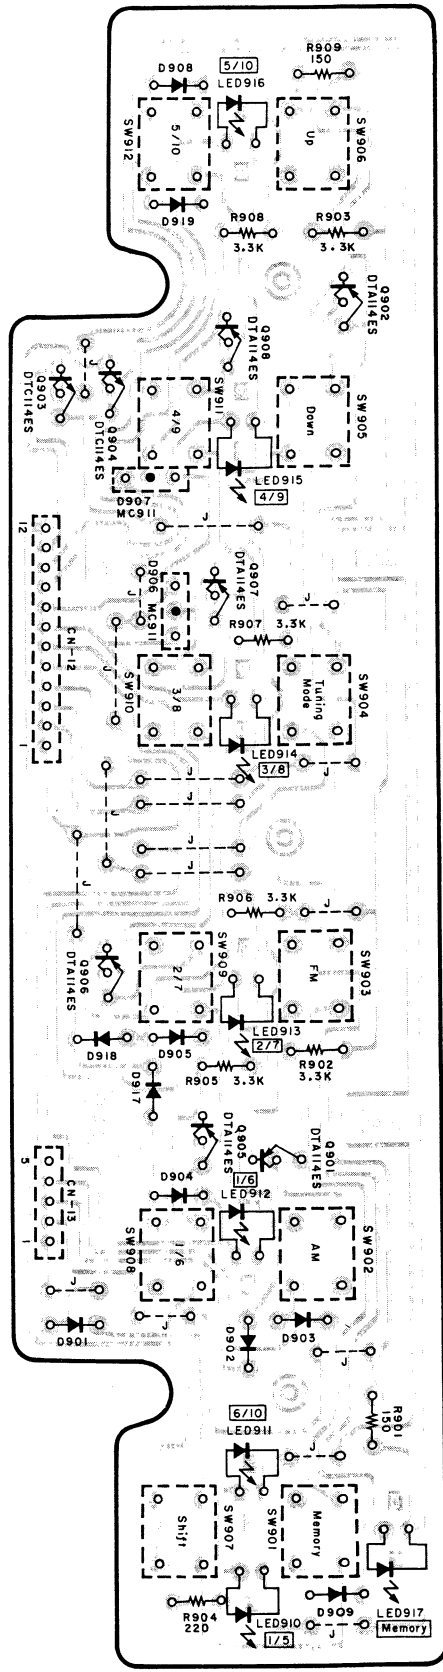 R909
150
D908
5/10
LED916
SW912
5/10
Up
SW906
D919
R908
3.3K
R903
3.3K
Q902
DTA114ES
Q908
DTA114ES
Q903
DTC114ES
J
Q904
DTC114ES
SW911
4/9
Down
SW905
LED915
4/9
D907
MC911
J
12
CN-12
1
D906 MC911
J
Q907
DTA114ES
J
R907
3.3K
J
SW910
3/8
Tuning
Mode
SW904
LED914
3/8
J
J
J
J
J
J
J
R906 3.3K
J
Q906
DTA114ES
SW909
2/7
FM
SW903
LED913
2/7
D918
D905
R905 3.3K
R902
3.3K
D917
Q905
DTA114ES
Q901
DTA114ES
5
CN-13
1
D904
1/6
LED912
SW908
1/6
AM
SW902
J
D901
J
D902
D903
J
R901
150
6/10
LED911
J
Shift
SW907
SW901
Memory
R904
220
LED910
1/5
D909
J
LED917
Memory